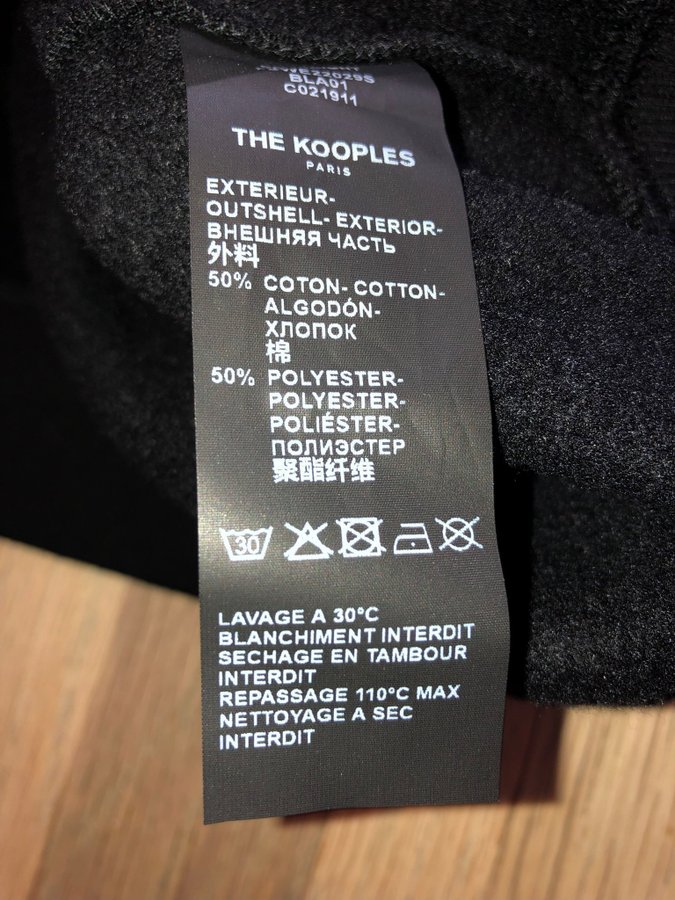 BLA01
C021911
THE KOOPLES
PARIS
EXTERIEUR-
OUTSHELL- EXTERIOR-
ВНЕШНЯЯ ЧАСТЬ
外料
50% COTON- COTTON-
ALGODÓN-
ХЛОПОК
棉
50% POLYESTER-
POLYESTER-
POLIÉSTER-
ПОЛИЭСТЕР
聚酯纤维
30
LAVAGE A 30°C
BLANCHIMENT INTERDIT
SECHAGE EN TAMBOUR
INTERDIT
REPASSAGE 110°C MAX
NETTOYAGE A SEC
INTERDIT